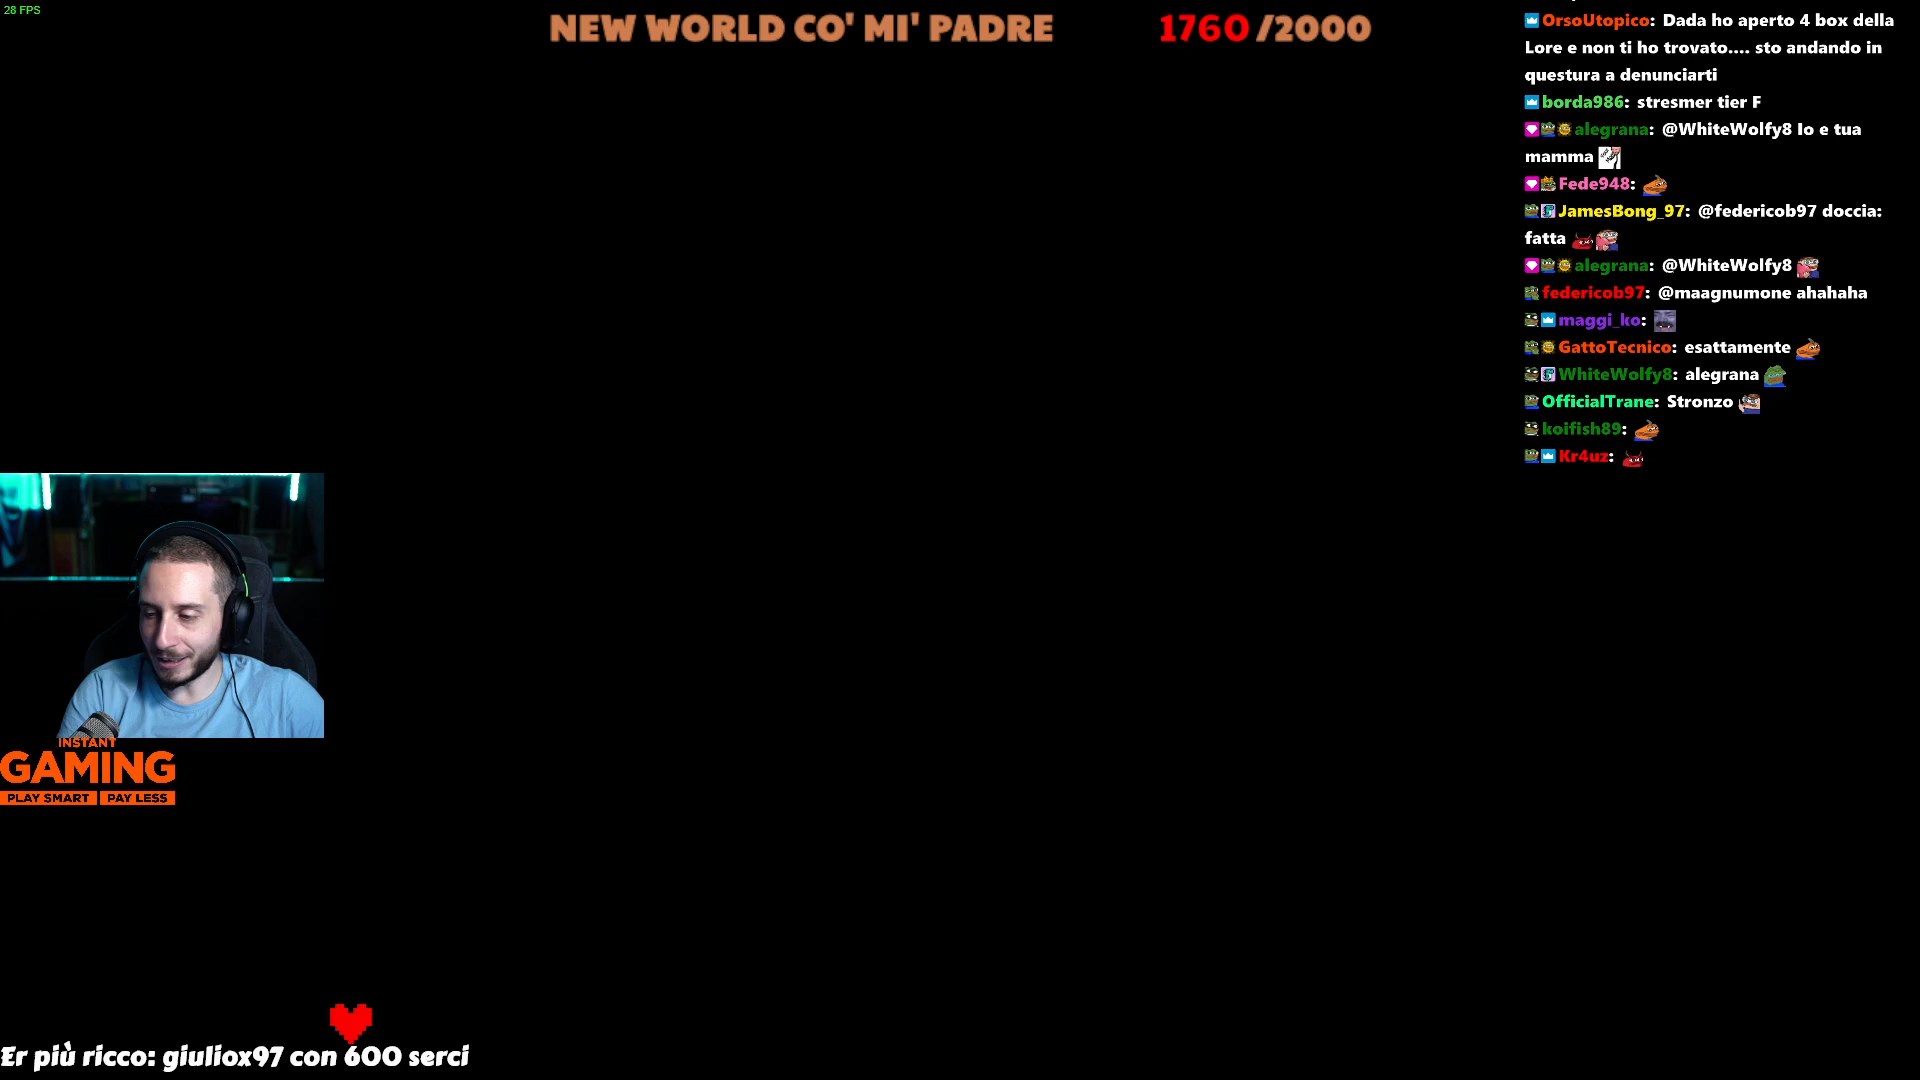 28 FPS
NEW WORLD CO' MI' PADRE 1760 /2000
OrsoUtopico: Dada ho aperto 4 box della
Lore e non ti ho trovato.... sto andando in
questura a denunciarti
borda986: stresmer tier F
alegrana: @WhiteWolfy8 Io e tua
mamma
Fede948:
JamesBong_97: @federicob97 doccia:
fatta
alegrana: @WhiteWolfy8
federicob97: @maagnumone ahahaha
maggi_ko:
GattoTecnico: esattamente
WhiteWolfy8: alegrana
OfficialTrane: Stronzo
koifish89:
Kr4uz:
INSTANT
GAMING
PLAY SMART PAY LESS
Er più ricco: giuliox97 con 600 serci